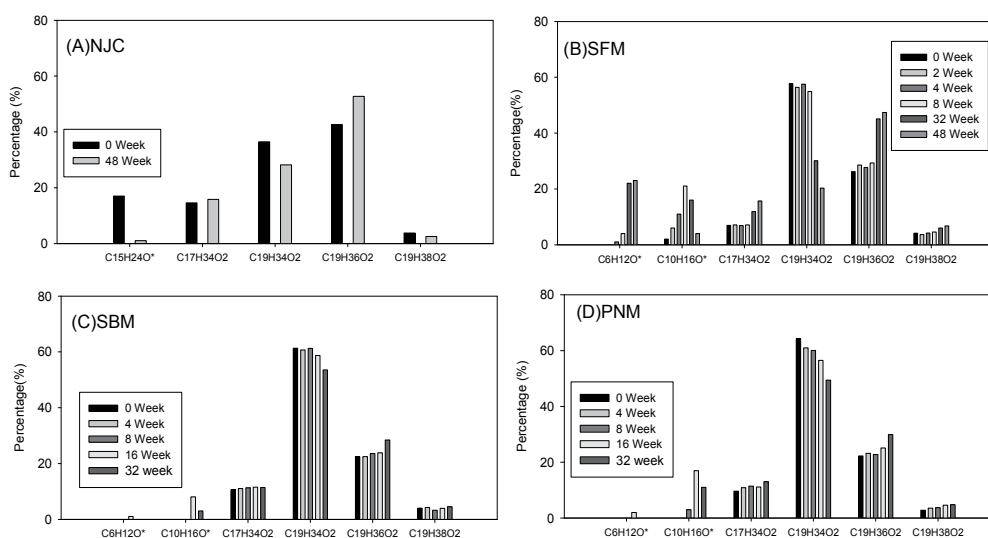 (A)NJC
Percentage (%)
80
60
40
20
0
0 Week
48 Week
C15H24O*
C17H34O2
C19H34O2
C19H36O2
C19H38O2
(B)SFM
Percentage(%)
80
60
40
20
0
0 Week
2 Week
4 Week
8 Week
32 Week
48 Week
C6H12O*
C10H16O*
C17H34O2
C19H34O2
C19H36O2
C19H38O2
(C)SBM
Percentage(%)
80
60
40
20
0
0 Week
4 Week
8 Week
16 Week
32 week
C6H12O*
C10H16O*
C17H34O2
C19H34O2
C19H36O2
C19H38O2
(D)PNM
Percentage (%)
80
60
40
20
0
0 Week
4 Week
8 Week
16 Week
32 week
C6H12O*
C10H16O*
C17H34O2
C19H34O2
C19H36O2
C19H38O2